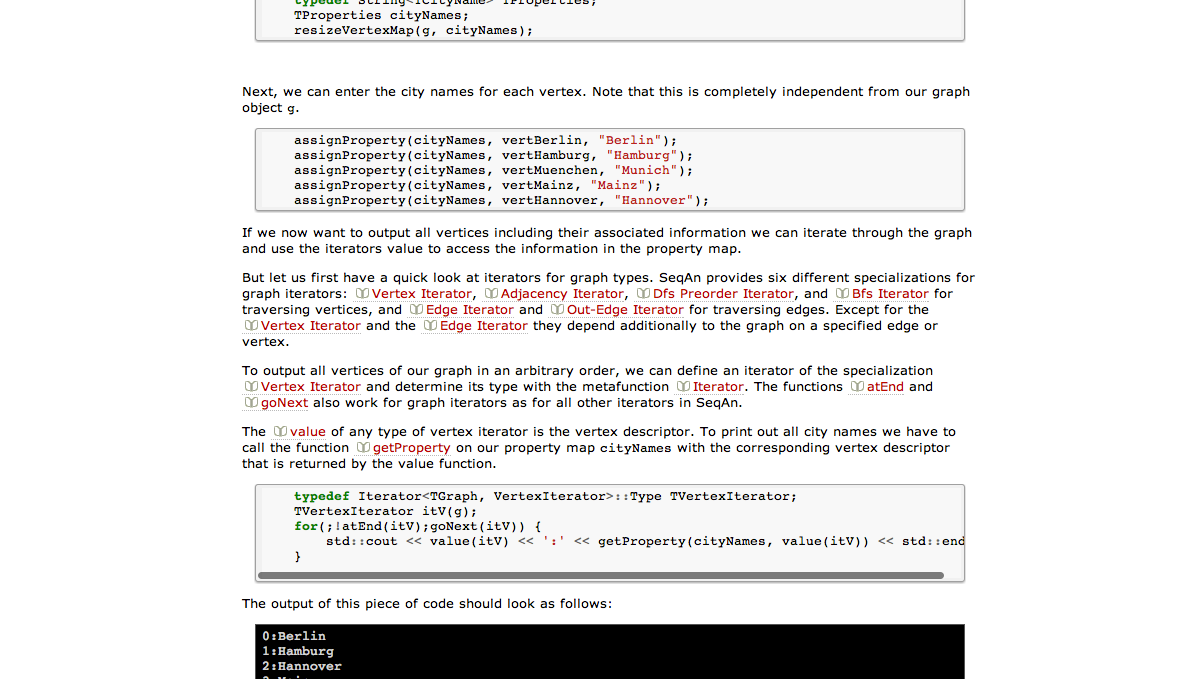 typedef String<TCityName> TProperties;
TProperties cityNames;
resizeVertexMap(g, cityNames);
Next, we can enter the city names for each vertex. Note that this is completely independent from our graph
object g.
assignProperty(cityNames, vertBerlin, "Berlin");
assignProperty(cityNames, vertHamburg, "Hamburg");
assignProperty(cityNames, vertMuenchen, "Munich");
assignProperty(cityNames, vertMainz, "Mainz");
assignProperty(cityNames, vertHannover, "Hannover");
If we now want to output all vertices including their associated information we can iterate through the graph
and use the iterators value to access the information in the property map.
But let us first have a quick look at iterators for graph types. SeqAn provides six different specializations for
graph iterators: Vertex Iterator, Adjacency Iterator, Dfs Preorder Iterator, and Bfs Iterator for
traversing vertices, and Edge Iterator and Out-Edge Iterator for traversing edges. Except for the
Vertex Iterator and the Edge Iterator they depend additionally to the graph on a specified edge or
vertex.
To output all vertices of our graph in an arbitrary order, we can define an iterator of the specialization
Vertex Iterator and determine its type with the metafunction Iterator. The functions atEnd and
goNext also work for graph iterators as for all other iterators in SeqAn.
The value of any type of vertex iterator is the vertex descriptor. To print out all city names we have to
call the function getProperty on our property map cityNames with the corresponding vertex descriptor
that is returned by the value function.
typedef Iterator<TGraph, VertexIterator>::Type TVertexIterator;
TVertexIterator itV(g);
for(;!atEnd(itV);goNext(itV)) {
std::cout << value(itV) << ':' << getProperty(cityNames, value(itV)) << std::end
}
The output of this piece of code should look as follows:
0:Berlin
1:Hamburg
2:Hannover